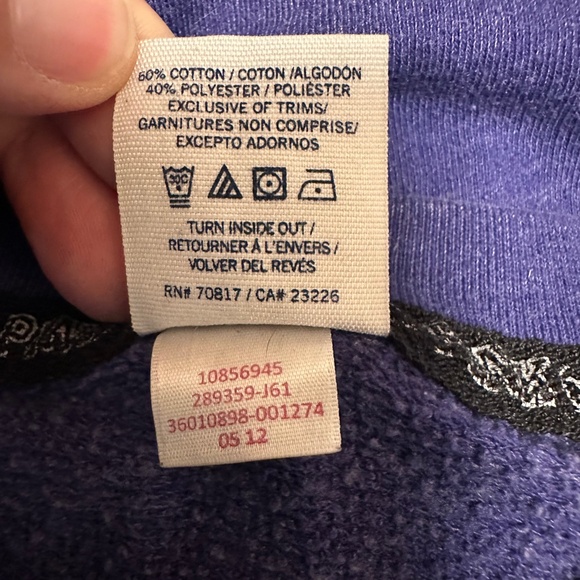 60% COTTON / COTON /ALGODÓN
40% POLYESTER / POLIÉSTER
EXCLUSIVE OF TRIMS/
GARNITURES NON COMPRISE/
EXCEPTO ADORNOS
30C
TURN INSIDE OUT /
RETOURNER À L'ENVERS /
VOLVER DEL REVÉS
RN# 70817 / CA# 23226
10856945
289359-J61
36010898-001274
05 12